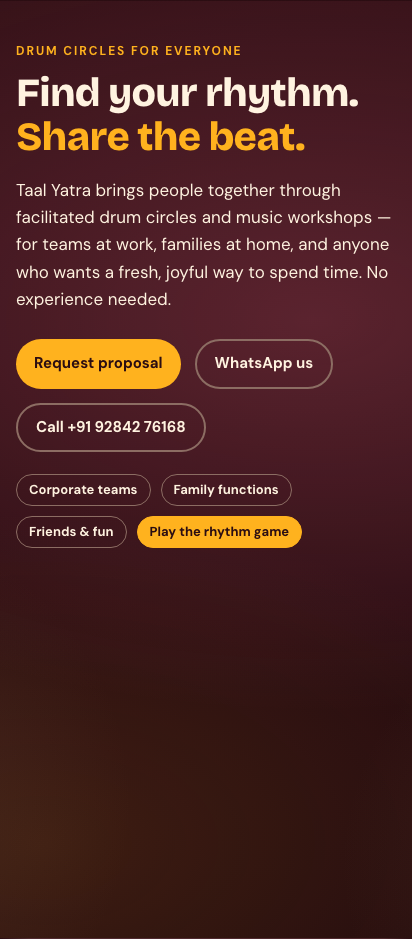 DRUM CIRCLES FOR EVERYONE
Find your rhythm.
Share the beat.
Taal Yatra brings people together through
facilitated drum circles and music workshops —
for teams at work, families at home, and anyone
who wants a fresh, joyful way to spend time. No
experience needed.
Request proposal
WhatsApp us
Call +91 92842 76168
Corporate teams
Family functions
Friends & fun
Play the rhythm game